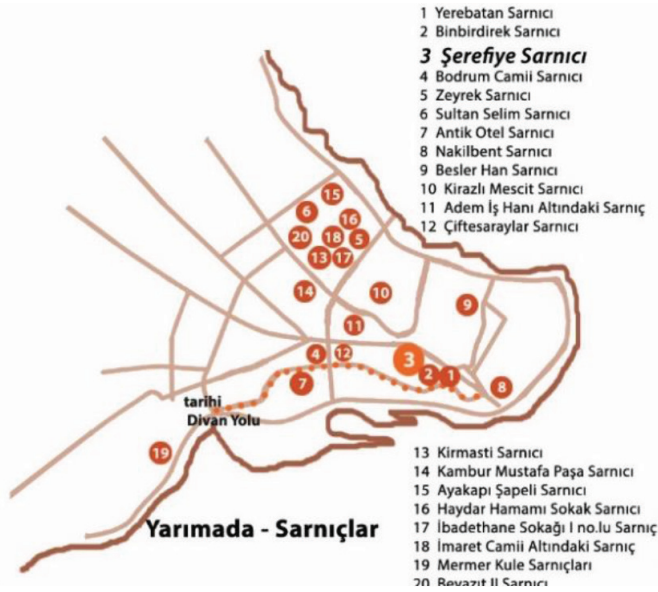 1 Yerebatan Sarnıcı
2 Binbirdirek Sarnıcı
3 Şerefiye Sarnıcı
4 Bodrum Camii Sarnıcı
5 Zeyrek Sarnıcı
6 Sultan Selim Sarnıcı
7 Antik Otel Sarnıcı
8 Nakilbent Sarnıcı
9 Besler Han Sarnıcı
10 Kirazlı Mescit Sarnıcı
11 Adem İş Hanı Altındaki Sarnıç
12 Çiftesaraylar Sarnıcı
15
6
16
20
18
5
13
17
14
10
9
11
3
4
12
2
1
7
8
tarihi
Divan Yolu
19
Yarımada - Sarnıçlar
13 Kirmasti Sarnıcı
14 Kambur Mustafa Paşa Sarnıcı
15 Ayakapı Şapeli Sarnıcı
16 Haydar Hamamı Sokak Sarnıcı
17 İbadethane Sokağı I no.lu Sarnıç
18 İmaret Camii Altındaki Sarnıç
19 Mermer Kule Sarnıçları
20 Beyazıt II Sarnıcı